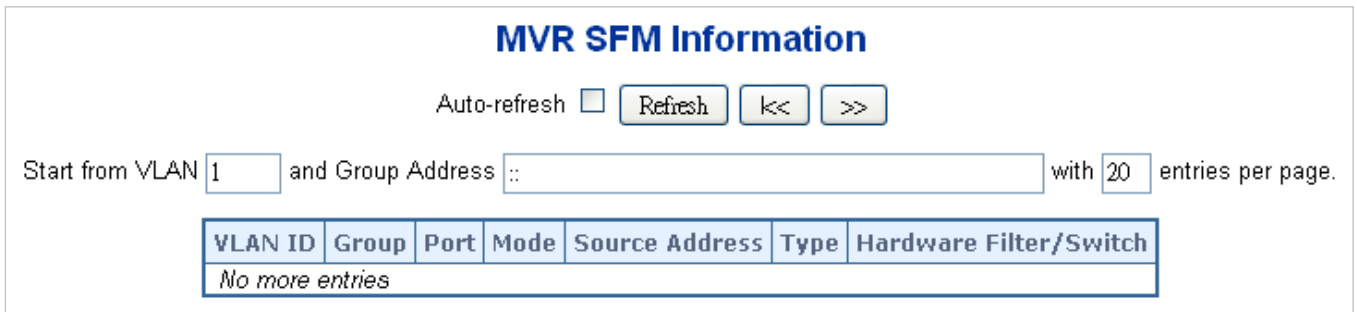 MVR SFM Information
Auto-refresh Refresh |<< >>
Start from VLAN 1 and Group Address :: with 20 entries per page.
VLAN ID Group Port Mode Source Address Type Hardware Filter/Switch
No more entries